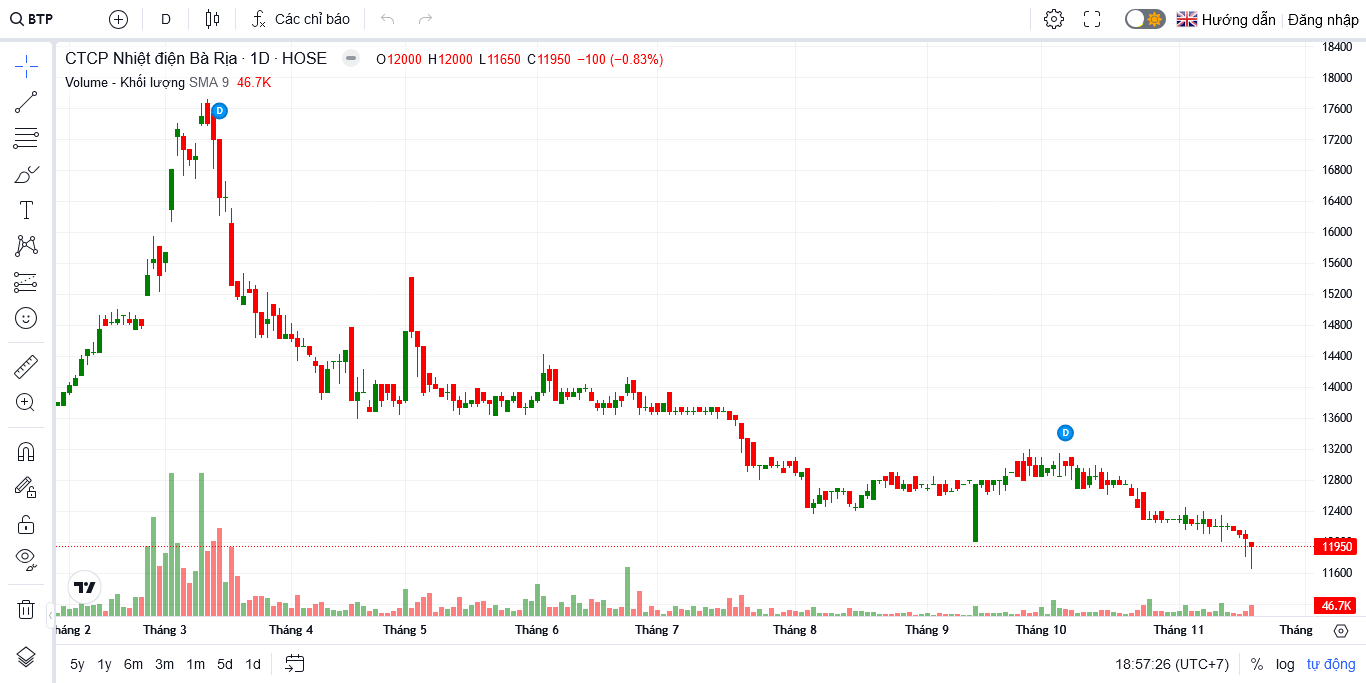 BTP D Các chỉ báo Hướng dẫn Đăng nhập
CTCP Nhiệt điện Bà Rịa · 1D · HOSE O12000 H12000 L11650 C11950 −100 (−0.83%)
Volume - Khối lượng SMA 9 46.7K
D
D
T
18400
18000
17600
17200
16800
16400
16000
15600
15200
14800
14400
14000
13600
13200
12800
12400
11950
11600
46.7K
háng 2 Tháng 3 Tháng 4 Tháng 5 Tháng 6 Tháng 7 Tháng 8 Tháng 9 Tháng 10 Tháng 11 Tháng
5y 1y 6m 3m 1m 5d 1d 18:57:26 (UTC+7) % log tự động